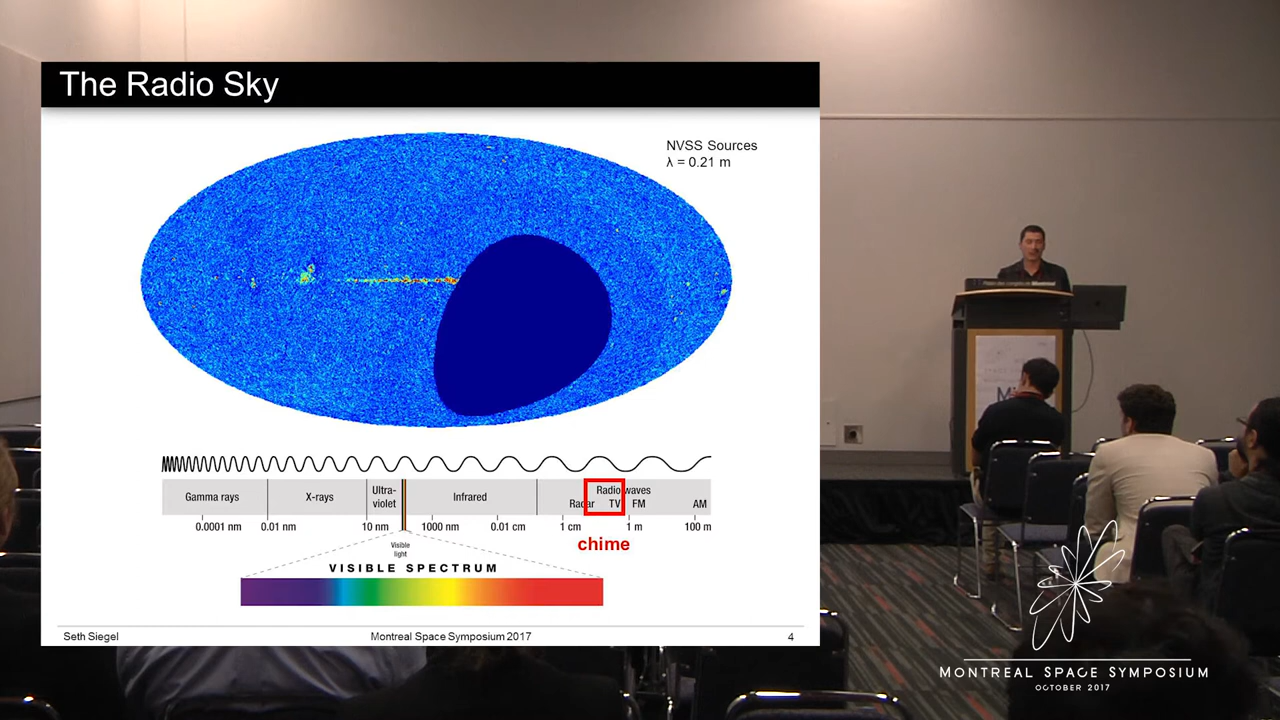 The Radio Sky
NVSS Sources
λ = 0.21 m
Gamma rays
X-rays
Ultra-
violet
Infrared
Radio waves
Radar
TV
FM
AM
0.0001 nm
0.01 nm
10 nm
1000 nm
0.01 cm
1 cm
1 m
100 m
Visible
light
chime
VISIBLE SPECTRUM
Seth Siegel
Montreal Space Symposium 2017
4
MONTREAL SPACE SYMPOSIUM
OCTOBER 2017